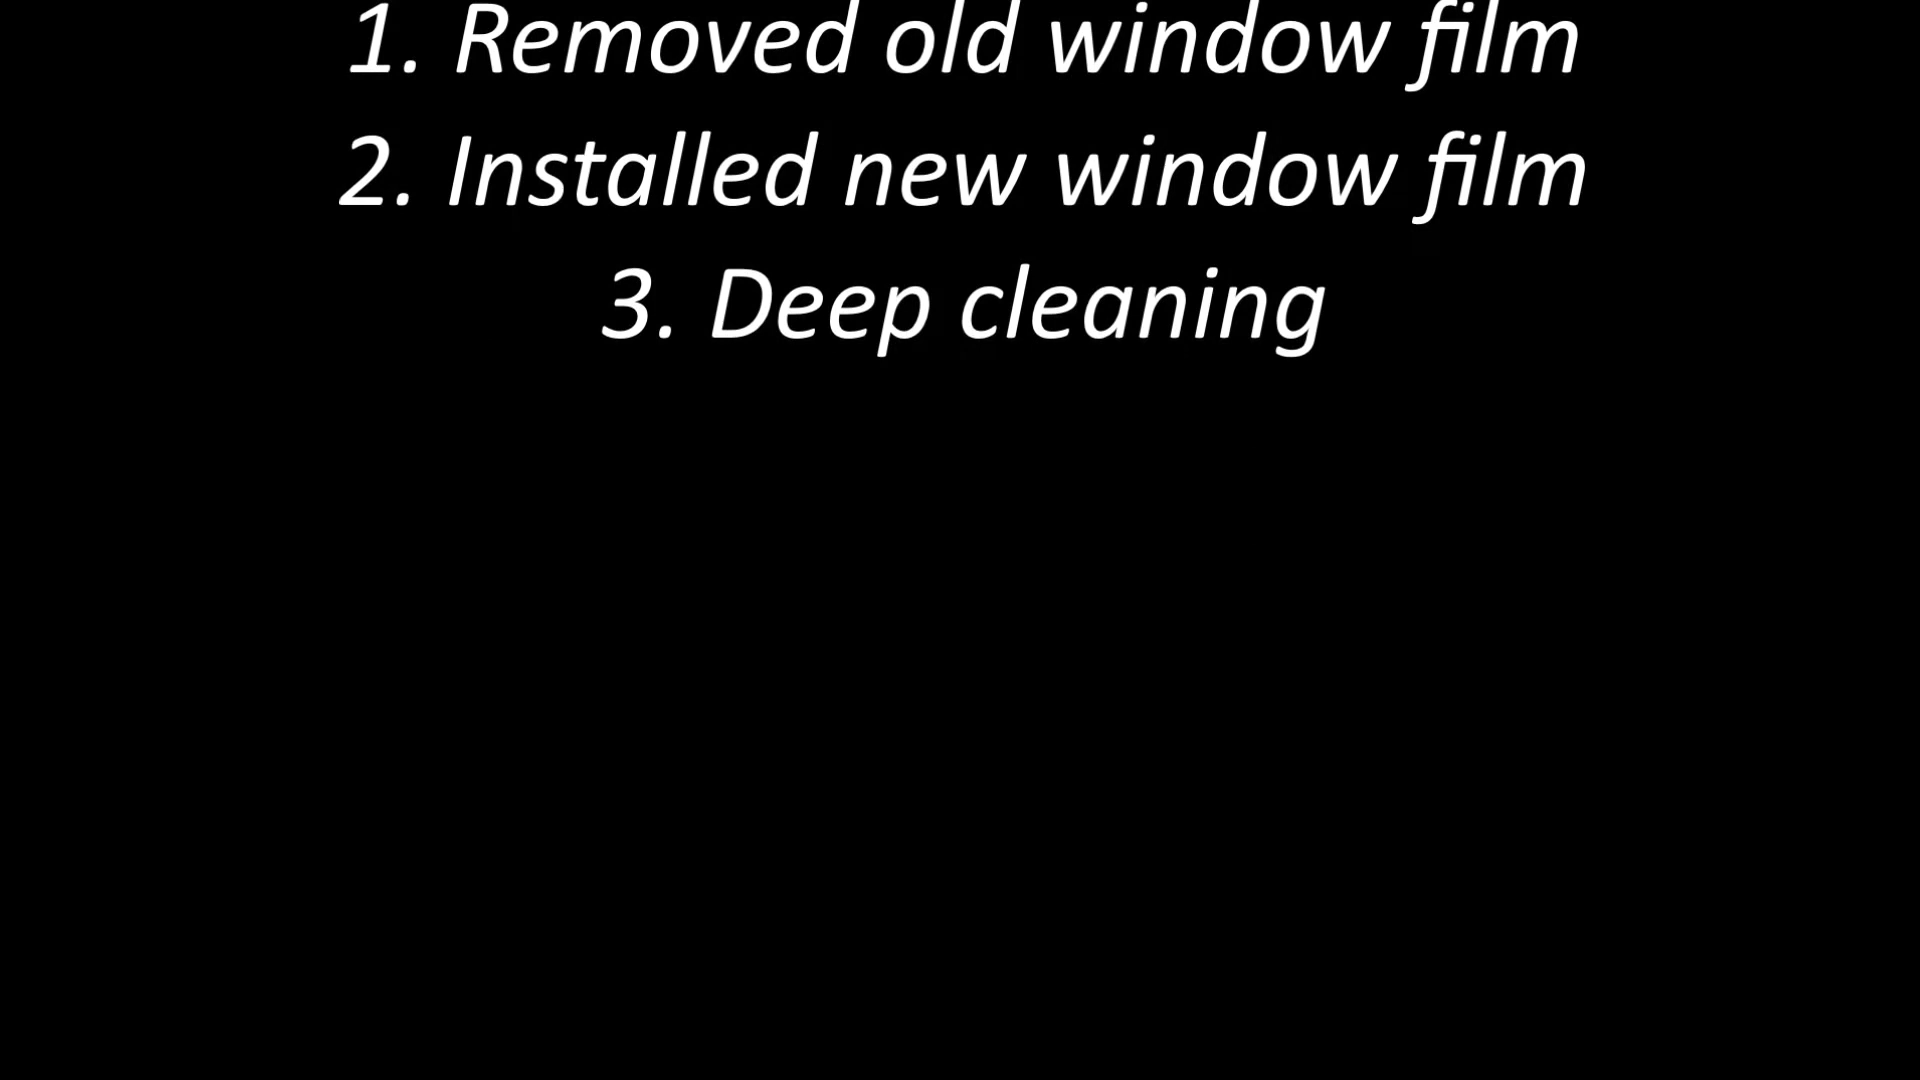 1. Removed old window film
2. Installed new window film
3. Deep cleaning